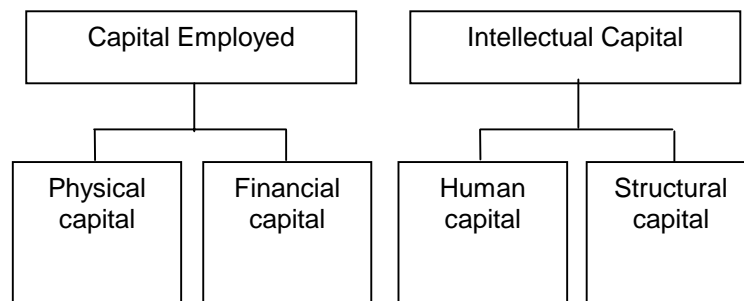 Capital Employed
Intellectual Capital
Physical
capital
Financial
capital
Human
capital
Structural
capital